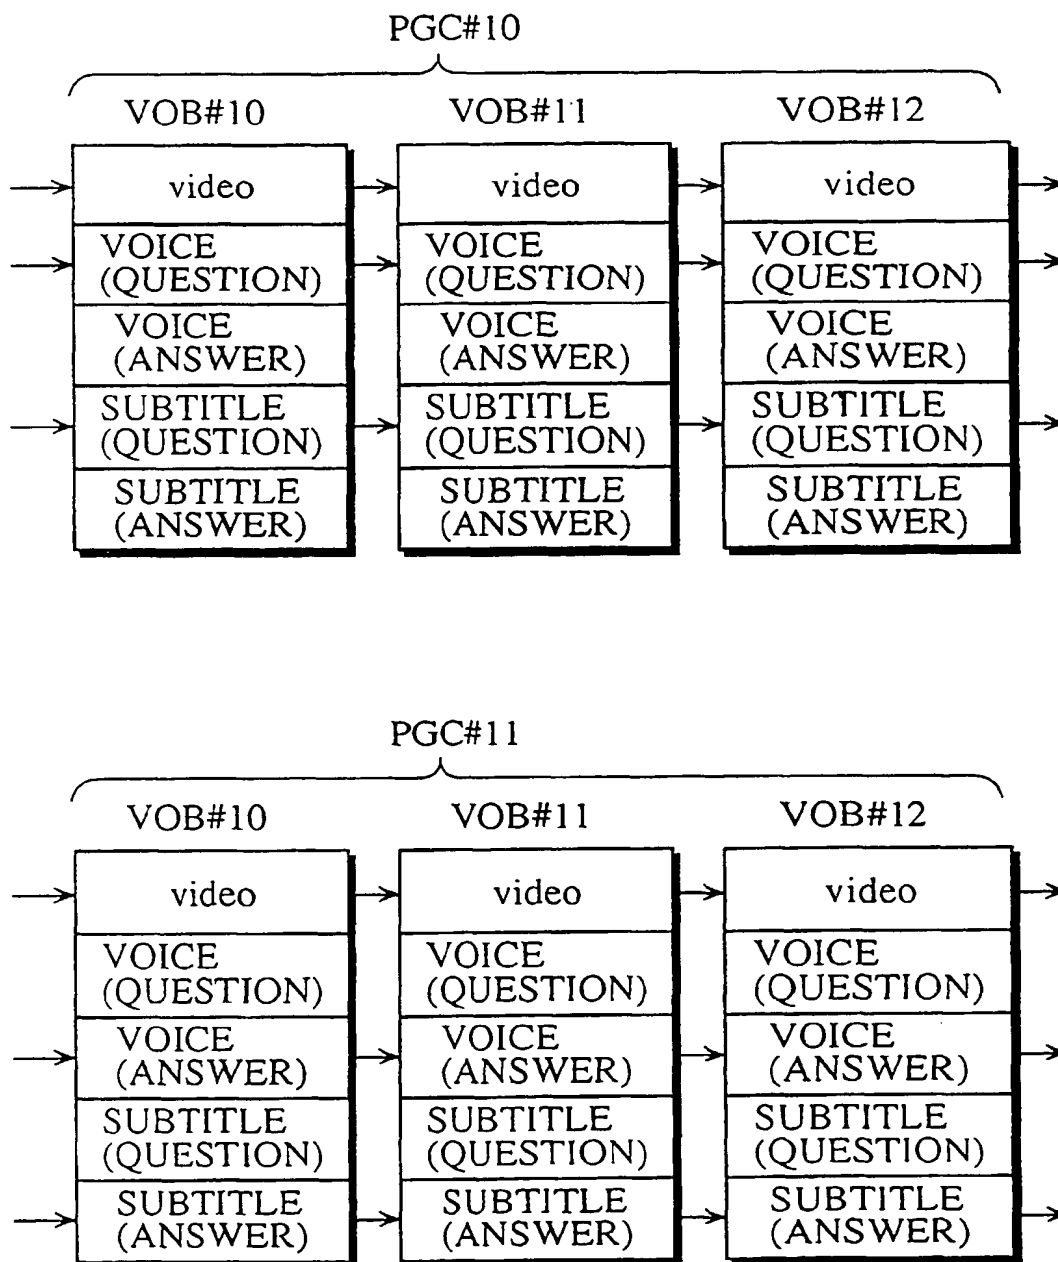 PGC#10
VOB#10 VOB#11 VOB#12
video video video
VOICE VOICE VOICE
(QUESTION) (QUESTION) (QUESTION)
VOICE VOICE VOICE
(ANSWER) (ANSWER) (ANSWER)
SUBTITLE SUBTITLE SUBTITLE
(QUESTION) (QUESTION) (QUESTION)
SUBTITLE SUBTITLE SUBTITLE
(ANSWER) (ANSWER) (ANSWER)
PGC#11
VOB#10 VOB#11 VOB#12
video video video
VOICE VOICE VOICE
(QUESTION) (QUESTION) (QUESTION)
VOICE VOICE VOICE
(ANSWER) (ANSWER) (ANSWER)
SUBTITLE SUBTITLE SUBTITLE
(QUESTION) (QUESTION) (QUESTION)
SUBTITLE SUBTITLE SUBTITLE
(ANSWER) (ANSWER) (ANSWER)